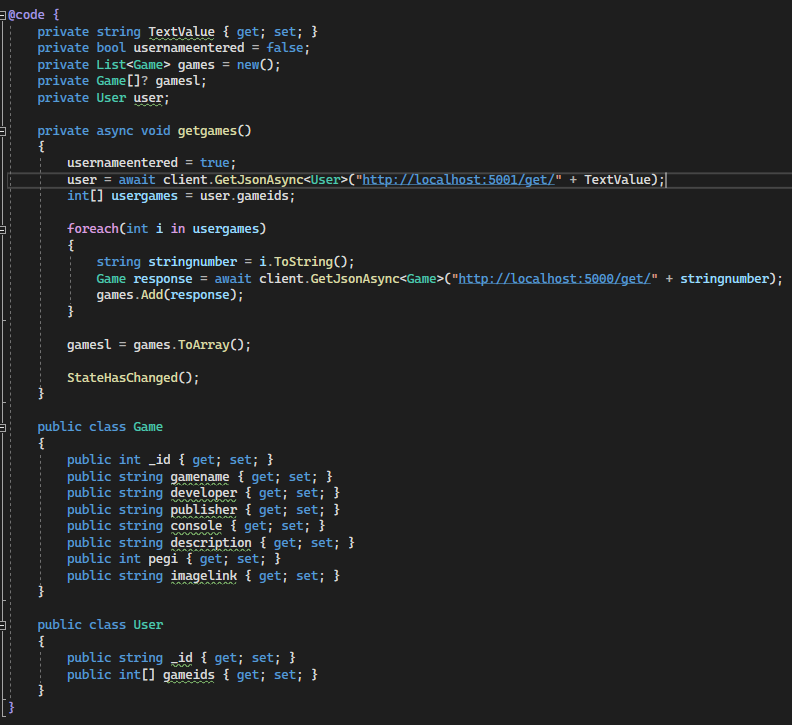 @code {
    private string TextValue { get; set; }
    private bool usernameentered = false;
    private List<Game> games = new();
    private Game[]? gamesl;
    private User user;

    private async void getgames()
    {
        usernameentered = true;
        user = await client.GetJsonAsync<User>("http://localhost:5001/get/" + TextValue);
        int[] usergames = user.gameids;

        foreach(int i in usergames)
        {
            string stringnumber = i.ToString();
            Game response = await client.GetJsonAsync<Game>("http://localhost:5000/get/" + stringnumber);
            games.Add(response);
        }

        gamesl = games.ToArray();

        StateHasChanged();
    }

    public class Game
    {
        public int _id { get; set; }
        public string gamename { get; set; }
        public string developer { get; set; }
        public string publisher { get; set; }
        public string console { get; set; }
        public string description { get; set; }
        public int pegi { get; set; }
        public string imagelink { get; set; }
    }

    public class User
    {
        public string _id { get; set; }
        public int[] gameids { get; set; }
    }
}